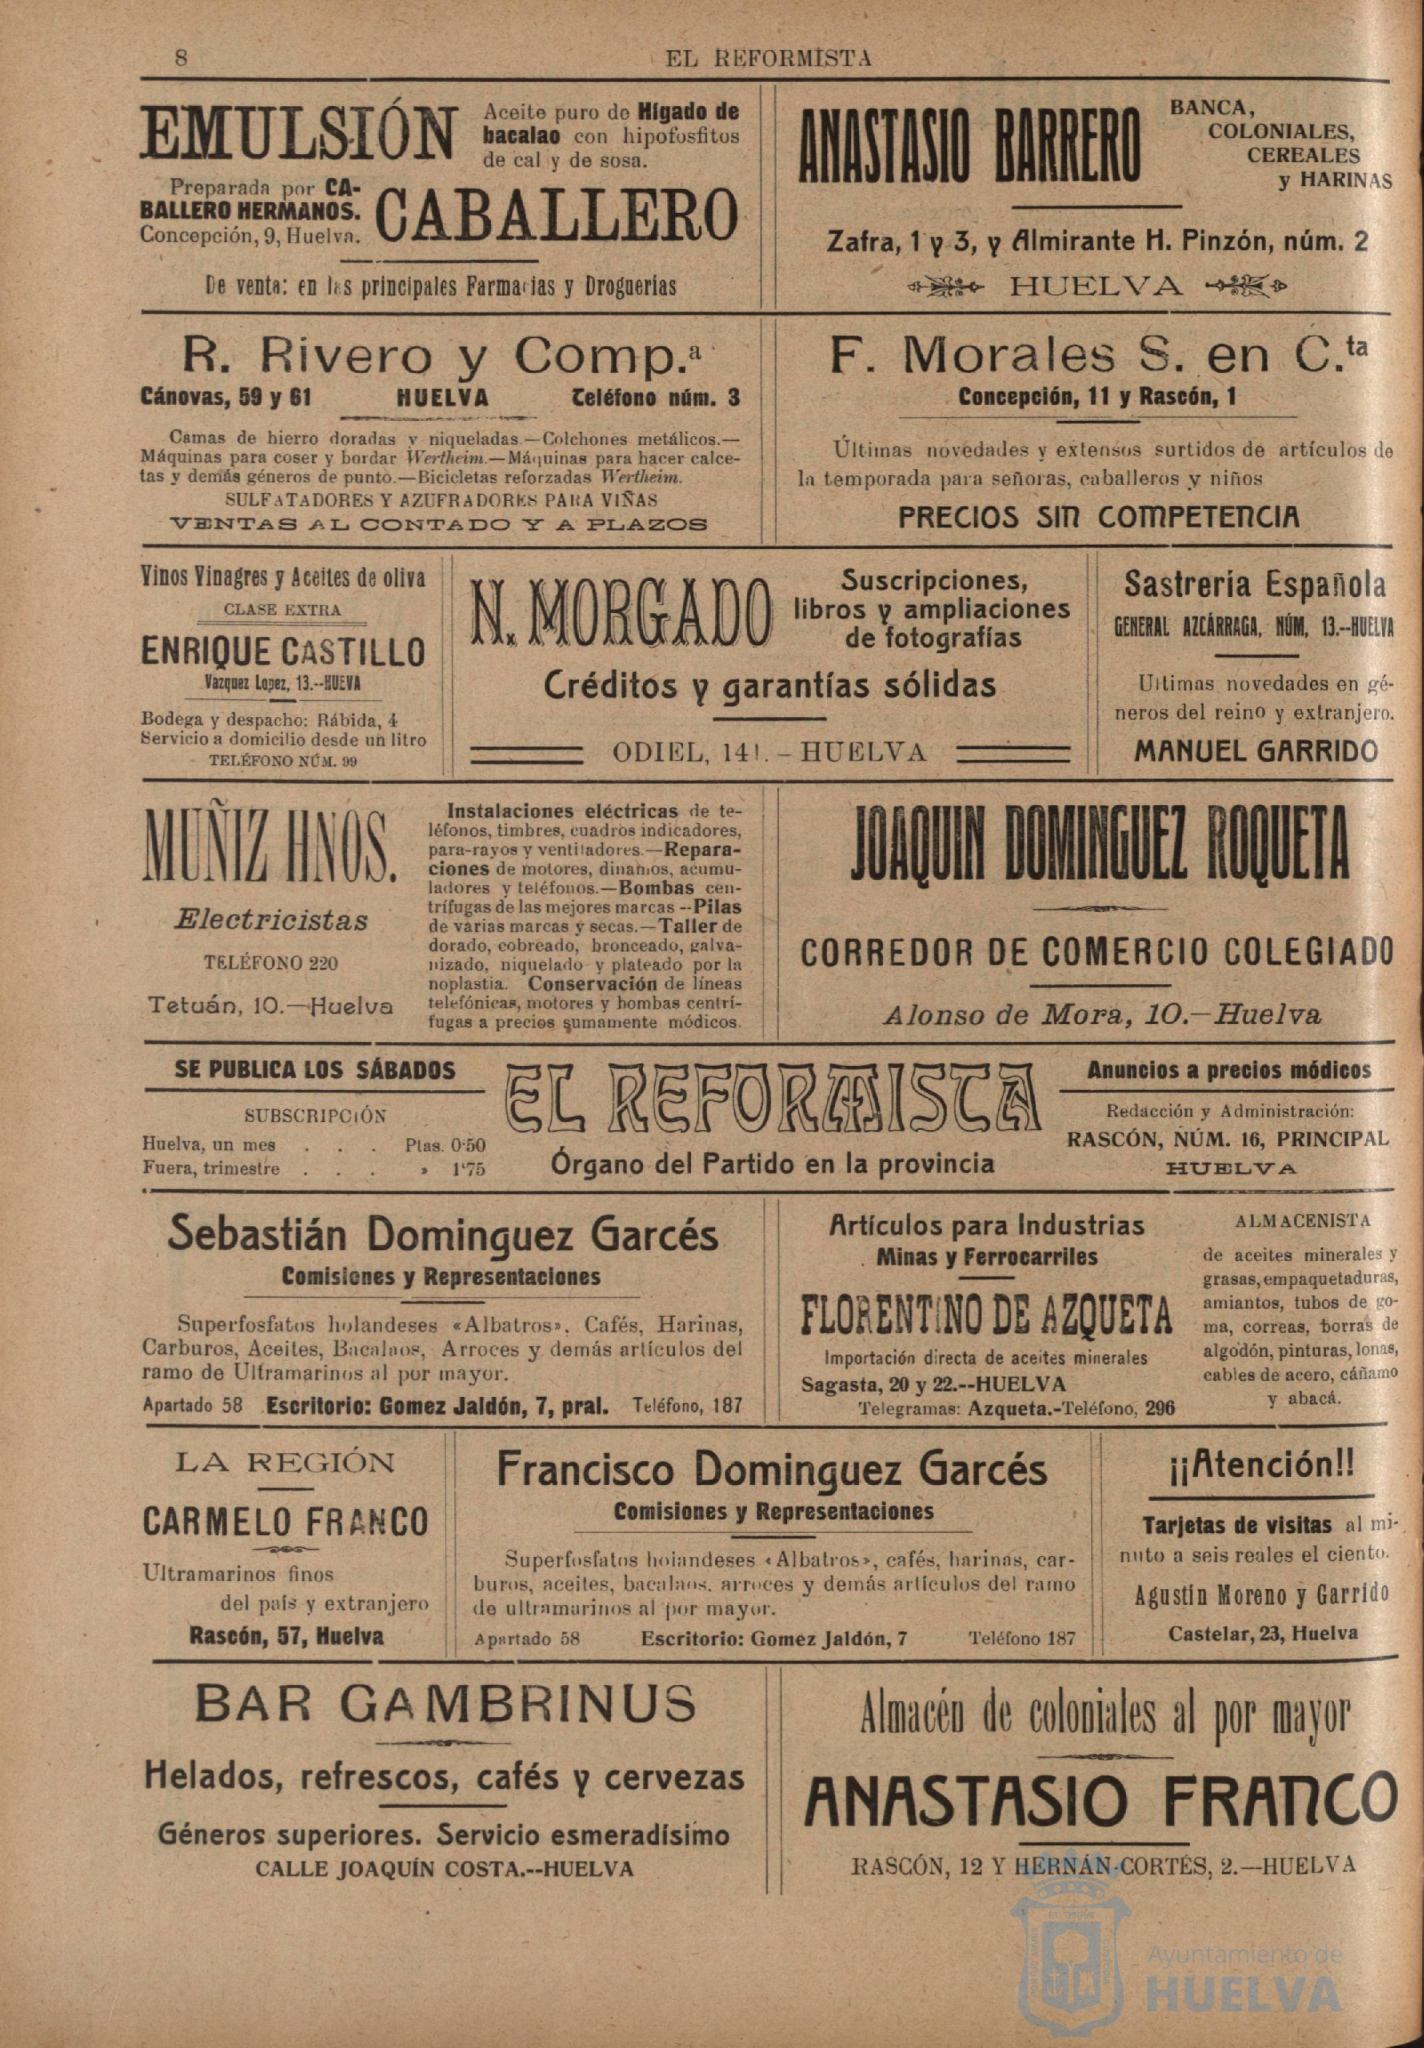 8
EL REFORMISTA
EMULSIÓN
Aceite puro de Hígado de
bacalao con hipofosfitos
de cal y de sosa.
Preparada por CA-
BALLERO HERMANOS.
Concepción, 9, Huelva.
CABALLERO
De venta: en las principales Farmacias y Droguerias
ANASTASIO BARRERO
BANCA,
COLONIALES,
CEREALES
y HARINAS
Zafra, 1 y 3, y Almirante H. Pinzón, núm. 2
HUELVA
R. Rivero y Comp.ª
Cánovas, 59 y 61 HUELVA Teléfono núm. 3
Camas de hierro doradas y niqueladas.—Colchones metálicos.—
Máquinas para coser y bordar Wertheim.—Máquinas para hacer calce-
tas y demás géneros de punto.—Bicicletas reforzadas Wertheim.
SULFATADORES Y AZUFRADORES PARA VIÑAS
VENTAS AL CONTADO Y A PLAZOS
F. Morales S. en C.ta
Concepción, 11 y Rascón, 1
Últimas novedades y extensos surtidos de artículos de
la temporada para señoras, caballeros y niños
PRECIOS SIN COMPETENCIA
Vinos Vinagres y Aceites de oliva
CLASE EXTRA
ENRIQUE CASTILLO
Vazquez Lopez, 13.--HUEVA
Bodega y despacho: Rábida, 4
Servicio a domicilio desde un litro
TELÉFONO NÚM. 99
N. MORGADO
Suscripciones,
libros y ampliaciones
de fotografías
Créditos y garantías sólidas
ODIEL, 141. – HUELVA
Sastrería Española
GENERAL AZCÁRRAGA, NÚM, 13.--HUELVA
Ultimas novedades en gé-
neros del reino y extranjero.
MANUEL GARRIDO
MUÑIZ HNOS.
Electricistas
TELÉFONO 220
Tetuán, 10.—Huelva
Instalaciones eléctricas de te-
léfonos, timbres, cuadros indicadores,
para-rayos y ventiladores.—Repara-
ciones de motores, dinamos, acumu-
ladores y teléfonos.—Bombas cen-
trífugas de las mejores marcas --Pilas
de varias marcas y secas.—Taller de
dorado, cobreado, bronceado, galva-
nizado, niquelado y plateado por la
noplastia. Conservación de líneas
telefónicas, motores y bombas centrí-
fugas a precios sumamente módicos.
JOAQUIN DOMINGUEZ ROQUETA
CORREDOR DE COMERCIO COLEGIADO
Alonso de Mora, 10.—Huelva
SE PUBLICA LOS SÁBADOS
SUBSCRIPCIÓN
Huelva, un mes . . . Ptas. 0'50
Fuera, trimestre . . . » 1'75
EL REFORMISTA
Órgano del Partido en la provincia
Anuncios a precios módicos
Redacción y Administración:
RASCÓN, NÚM. 16, PRINCIPAL
HUELVA
Sebastián Dominguez Garcés
Comisiones y Representaciones
Superfosfatos holandeses «Albatros», Cafés, Harinas,
Carburos, Aceites, Bacalaos, Arroces y demás artículos del
ramo de Ultramarinos al por mayor.
Apartado 58 Escritorio: Gomez Jaldón, 7, pral. Teléfono, 187
Artículos para Industrias
Minas y Ferrocarriles
FLORENTINO DE AZQUETA
Importación directa de aceites minerales
Sagasta, 20 y 22.--HUELVA
Telegramas: Azqueta.-Teléfono, 296
ALMACENISTA
de aceites minerales y
grasas, empaquetaduras,
amiantos, tubos de go-
ma, correas, borras de
algodón, pinturas, lonas,
cables de acero, cáñamo
y abacá.
LA REGIÓN
CARMELO FRANCO
Ultramarinos finos
del país y extranjero
Rascón, 57, Huelva
Francisco Dominguez Garcés
Comisiones y Representaciones
Superfosfatos holandeses «Albatros», cafés, harinas, car-
buros, aceites, bacalaos, arroces y demás artículos del ramo
de ultramarinos al por mayor.
Apartado 58 Escritorio: Gomez Jaldón, 7 Teléfono 187
¡¡Atención!!
Tarjetas de visitas al mi-
nuto a seis reales el ciento.
Agustin Moreno y Garrido
Castelar, 23, Huelva
BAR GAMBRINUS
Helados, refrescos, cafés y cervezas
Géneros superiores. Servicio esmeradísimo
CALLE JOAQUÍN COSTA.--HUELVA
Almacén de coloniales al por mayor
ANASTASIO FRANCO
RASCÓN, 12 Y HERNÁN-CORTÉS, 2.—HUELVA
Ayuntamiento de
HUELVA